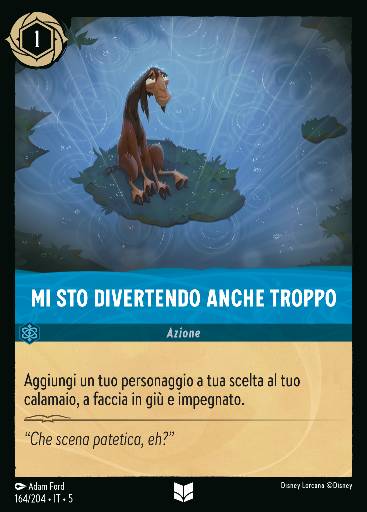 1
MI STO DIVERTENDO ANCHE TROPPO
Azione
Aggiungi un tuo personaggio a tua scelta al tuo
calamaio, a faccia in giù e impegnato.
“Che scena patetica, eh?”
Adam Ford
Disney Lorcana ©Disney
164/204 • IT • 5